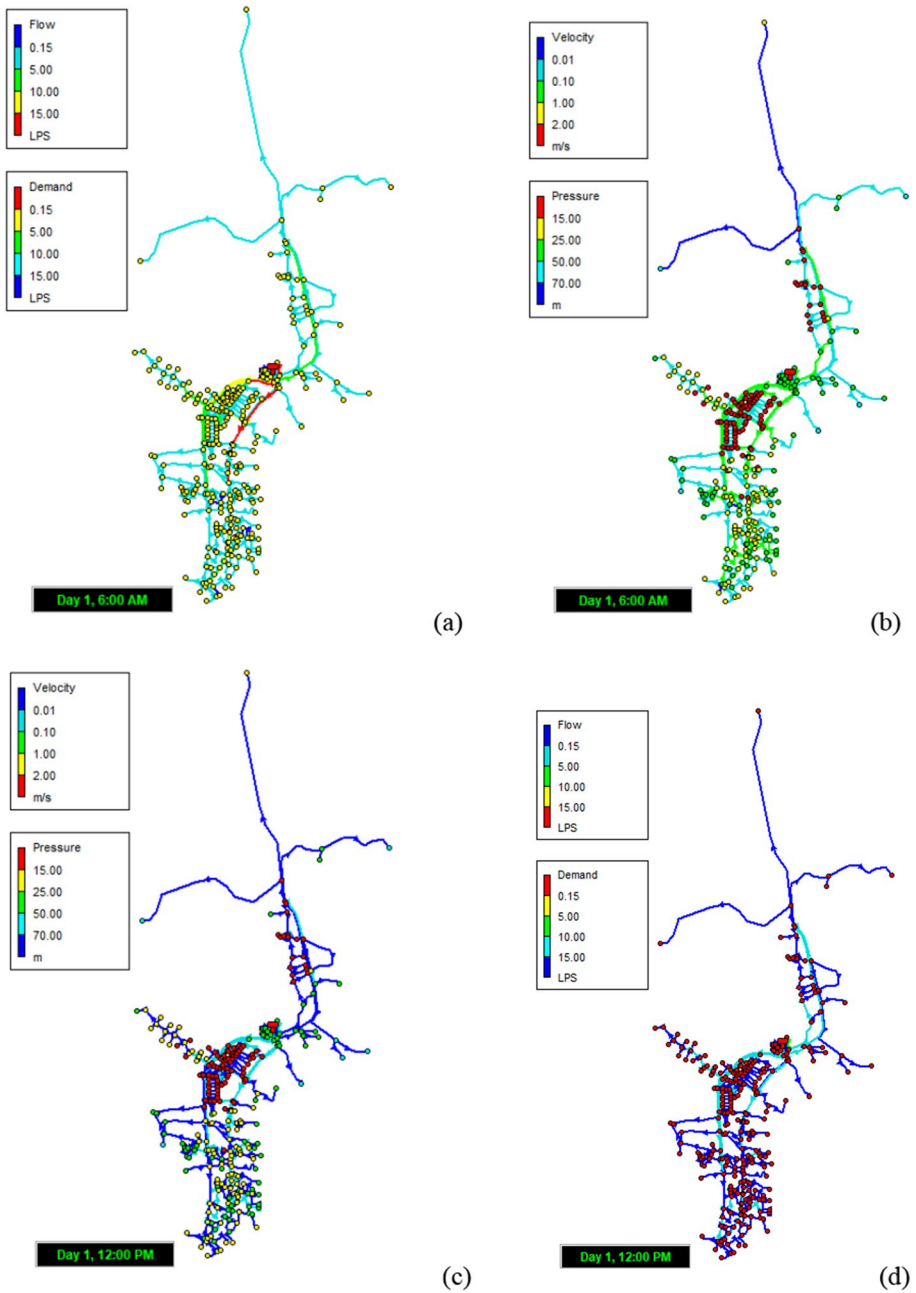 Flow
0.15
5.00
10.00
15.00
LPS
Demand
0.15
5.00
10.00
15.00
LPS
Day 1, 6:00 AM
(a)
Velocity
0.01
0.10
1.00
2.00
m/s
Pressure
15.00
25.00
50.00
70.00
m
Day 1, 6:00 AM
(b)
Velocity
0.01
0.10
1.00
2.00
m/s
Pressure
15.00
25.00
50.00
70.00
m
Day 1, 12:00 PM
(c)
Flow
0.15
5.00
10.00
15.00
LPS
Demand
0.15
5.00
10.00
15.00
LPS
Day 1, 12:00 PM
(d)